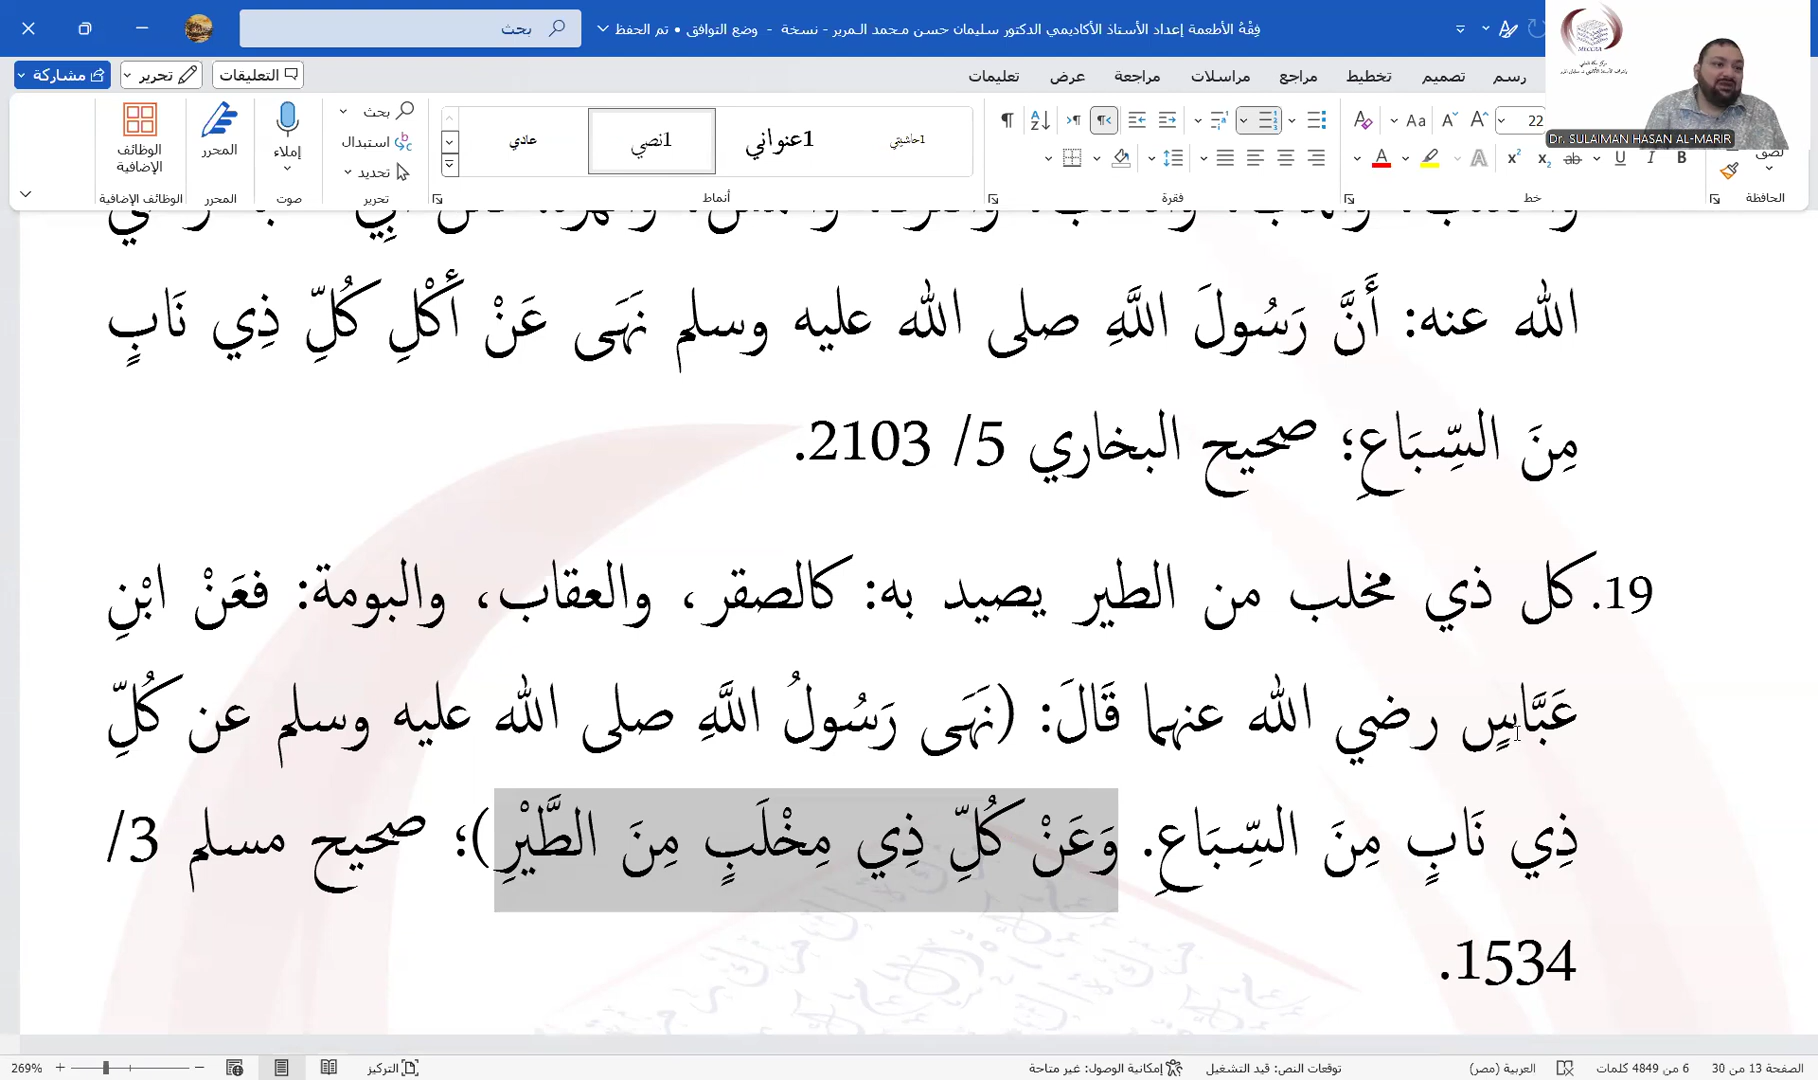 فِقْهُ الأطعمة إعداد الأستاذ الأكاديمي الدكتور سليمان حسن محمد المرير - نسخة - وضع التوافق • تم الحفظ
بحث
رسم
تصميم
تخطيط
مراجع
مراسلات
مراجعة
عرض
تعليمات
التعليقات
تحرير
مشاركة
لصق
22
Aa
1حاشيتي
1عنواني
1نصي
عادي
بحث
استبدال
تحديد
إملاء
المحرر
الوظائف الإضافية
الحافظة
خط
فقرة
أنماط
تحرير
صوت
المحرر
الوظائف الإضافية
MECCA
Dr. SULAIMAN HASAN AL-MARIR
الله عنه: أَنَّ رَسُولَ اللَّهِ صلى الله عليه وسلم نَهَى عَنْ أَكْلِ كُلِّ ذِي نَابٍ
مِنَ السِّبَاعِ؛ صحيح البخاري 5/ 2103.
19. كل ذي مخلب من الطير يصيد به: كالصقر، والعقاب، والبومة: فعَنْ ابْنِ
عَبَّاسٍ رضي الله عنهما قَالَ: (نَهَى رَسُولُ اللَّهِ صلى الله عليه وسلم عن كُلِّ
ذِي نَابٍ مِنَ السِّبَاعِ. وَعَنْ كُلِّ ذِي مِخْلَبٍ مِنَ الطَّيْرِ)؛ صحيح مسلم 3/
1534.
الصفحة 13 من 30
6 من 4849 كلمات
العربية (مصر)
توقعات النص: قيد التشغيل
إمكانية الوصول: غير متاحة
التركيز
269%